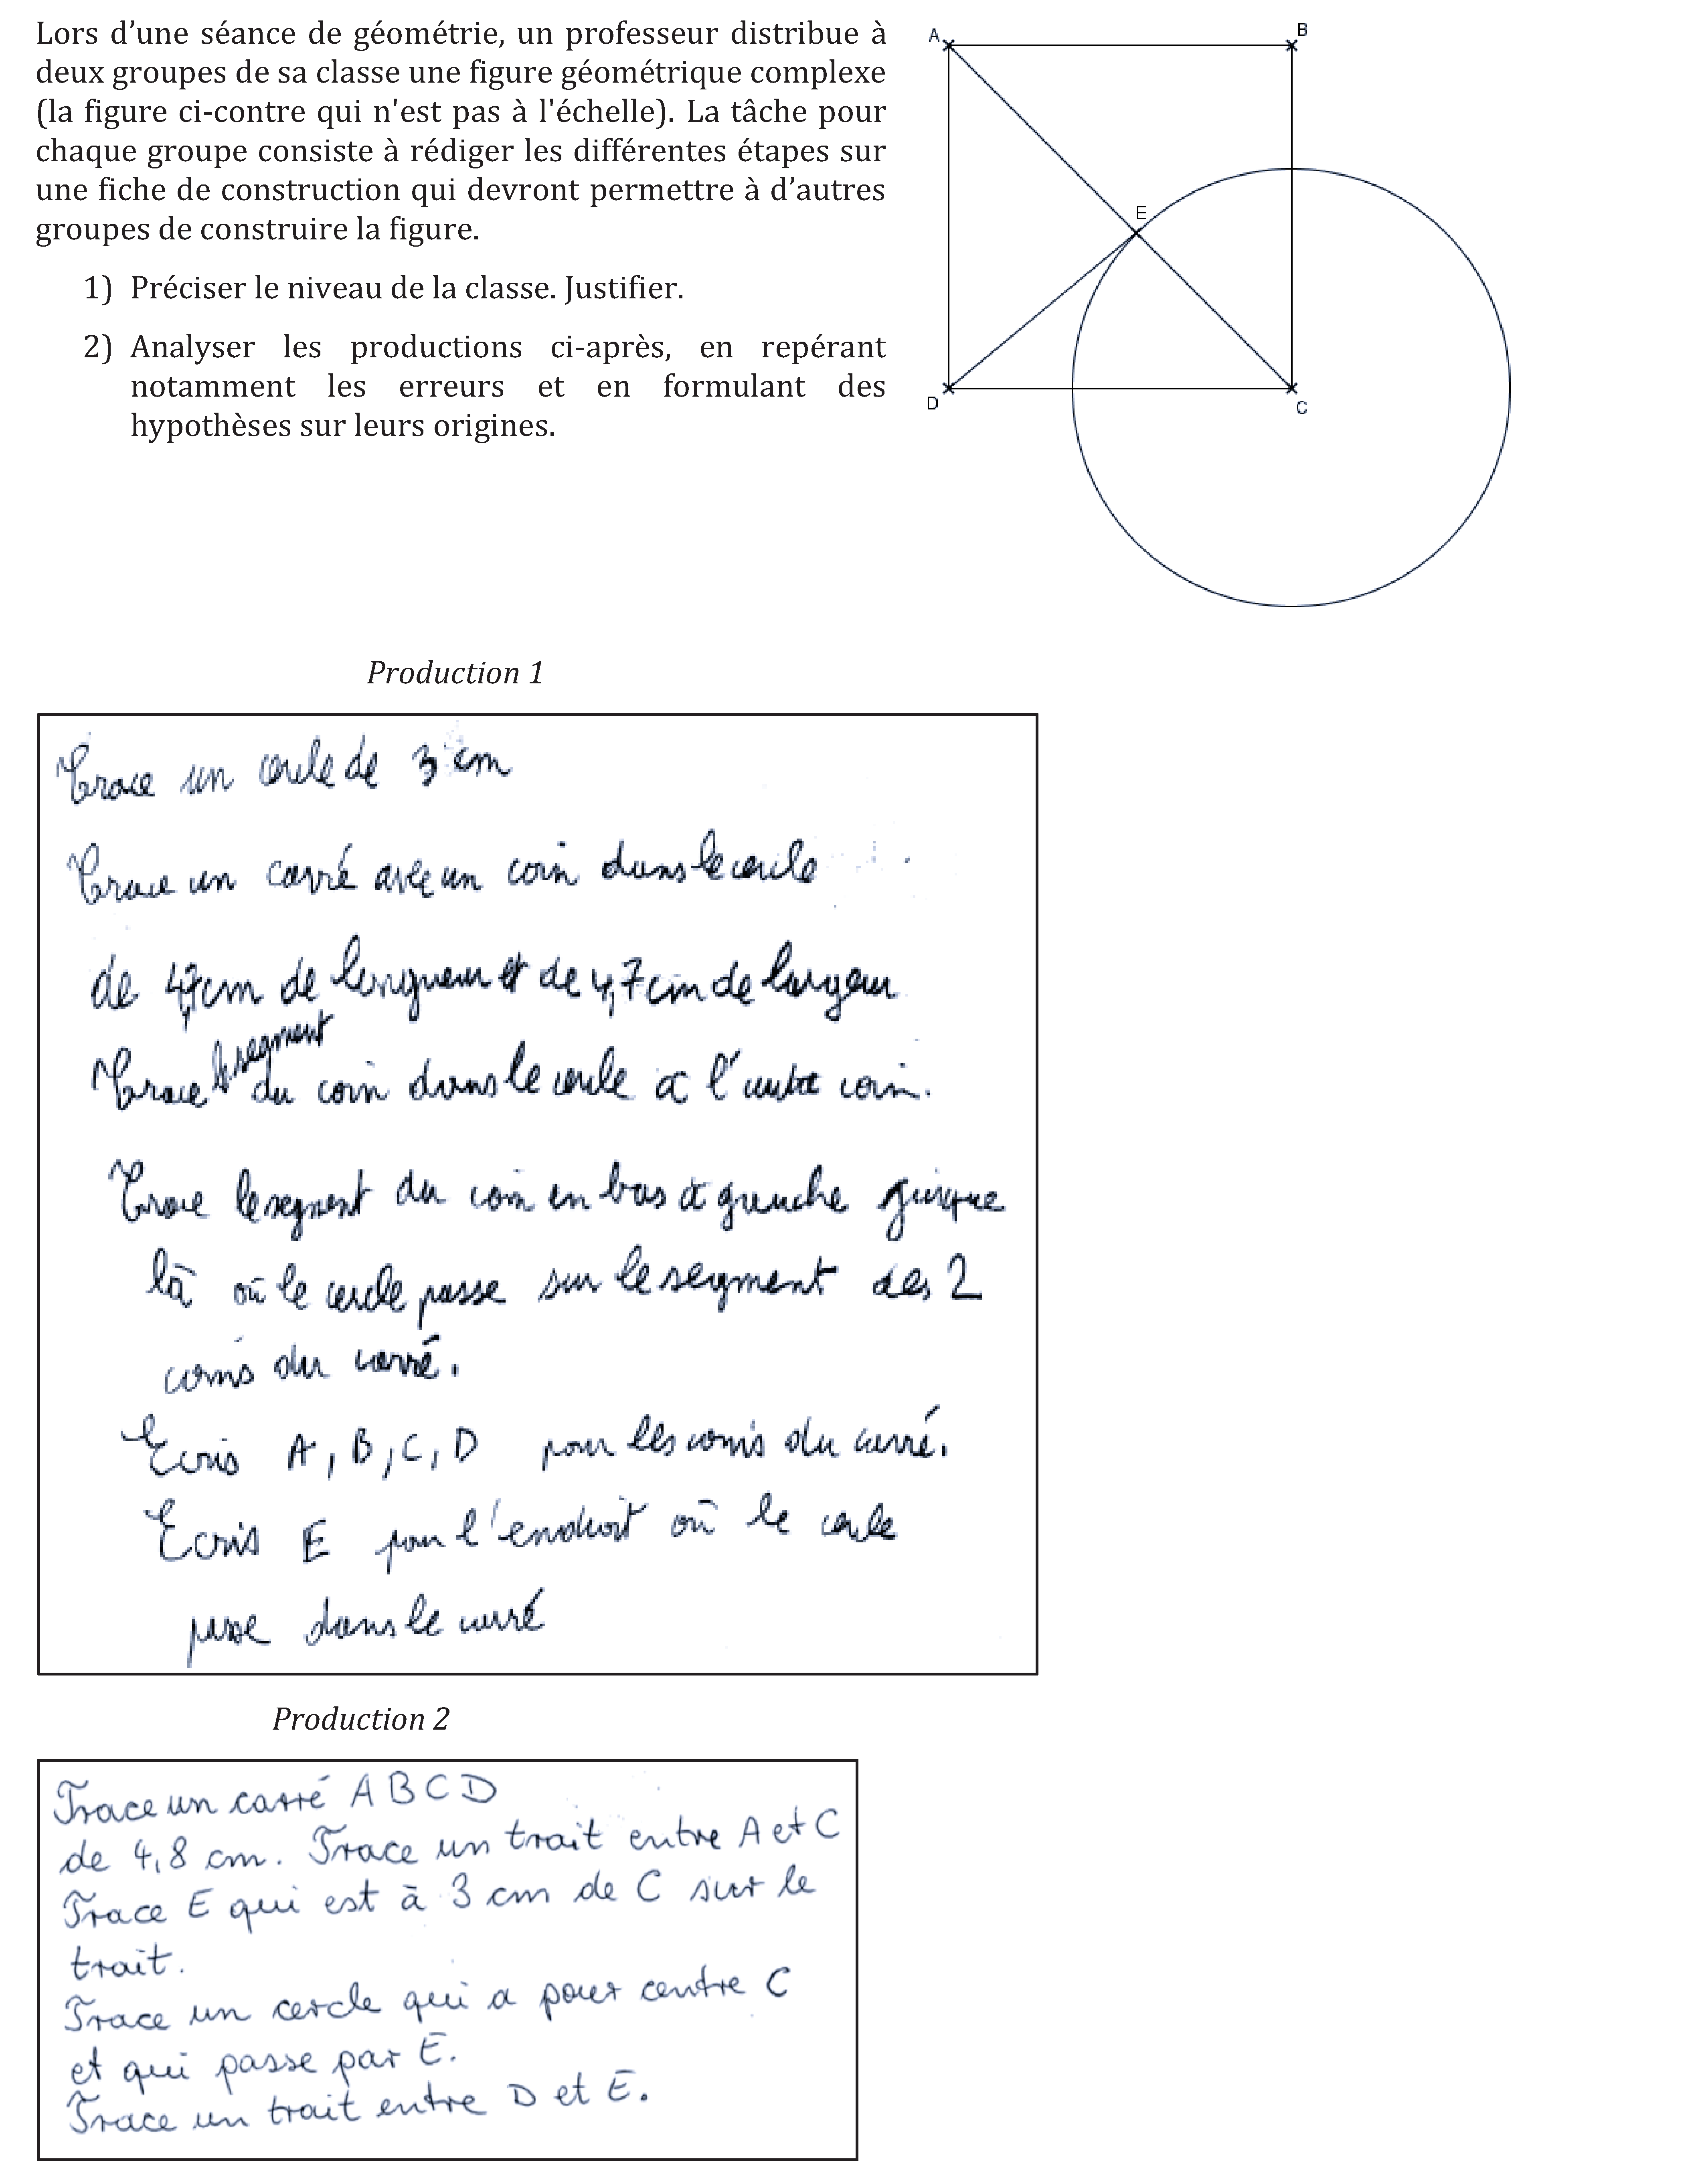 Lors d’une séance de géométrie, un professeur distribue à
deux groupes de sa classe une figure géométrique complexe
(la figure ci-contre qui n'est pas à l'échelle). La tâche pour
chaque groupe consiste à rédiger les différentes étapes sur
une fiche de construction qui devront permettre à d’autres
groupes de construire la figure.
1) Préciser le niveau de la classe. Justifier.
2) Analyser les productions ci-après, en repérant
notamment les erreurs et en formulant des
hypothèses sur leurs origines.
A
B
E
D
C
Production 1
Trace un cercle de 3 cm
Trace un carré avec un coin dans le cercle
de 4,7cm de longueur et de 4,7cm de largeur
Trace le segment du coin dans le cercle a l'autre coin.
Trace le segment du coin en bas a gauche jusque
là où le cercle passe sur le segment des 2
coins du carré.
Ecris A, B, C, D pour les coins du carré.
Ecris E pour l'endroit où le cercle
passe dans le carré
Production 2
Trace un carré A B C D
de 4,8 cm. Trace un trait entre A et C
Trace E qui est à 3 cm de C sur le
trait.
Trace un cercle qui a pour centre C
et qui passe par E.
Trace un trait entre D et E.